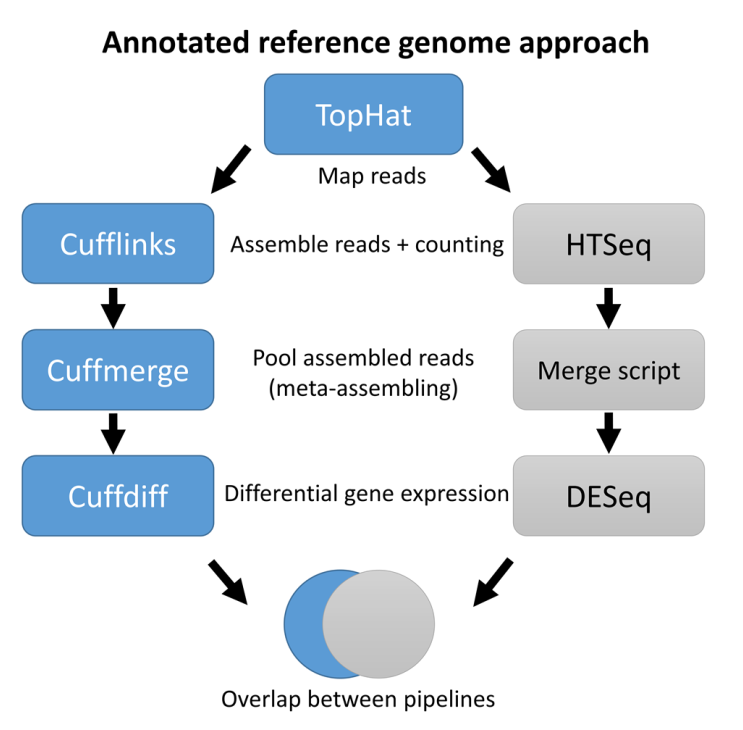 Annotated reference genome approach
TopHat
Map reads
Cufflinks
Assemble reads + counting
HTSeq
Cuffmerge
Pool assembled reads
(meta-assembling)
Merge script
Cuffdiff
Differential gene expression
DESeq
Overlap between pipelines